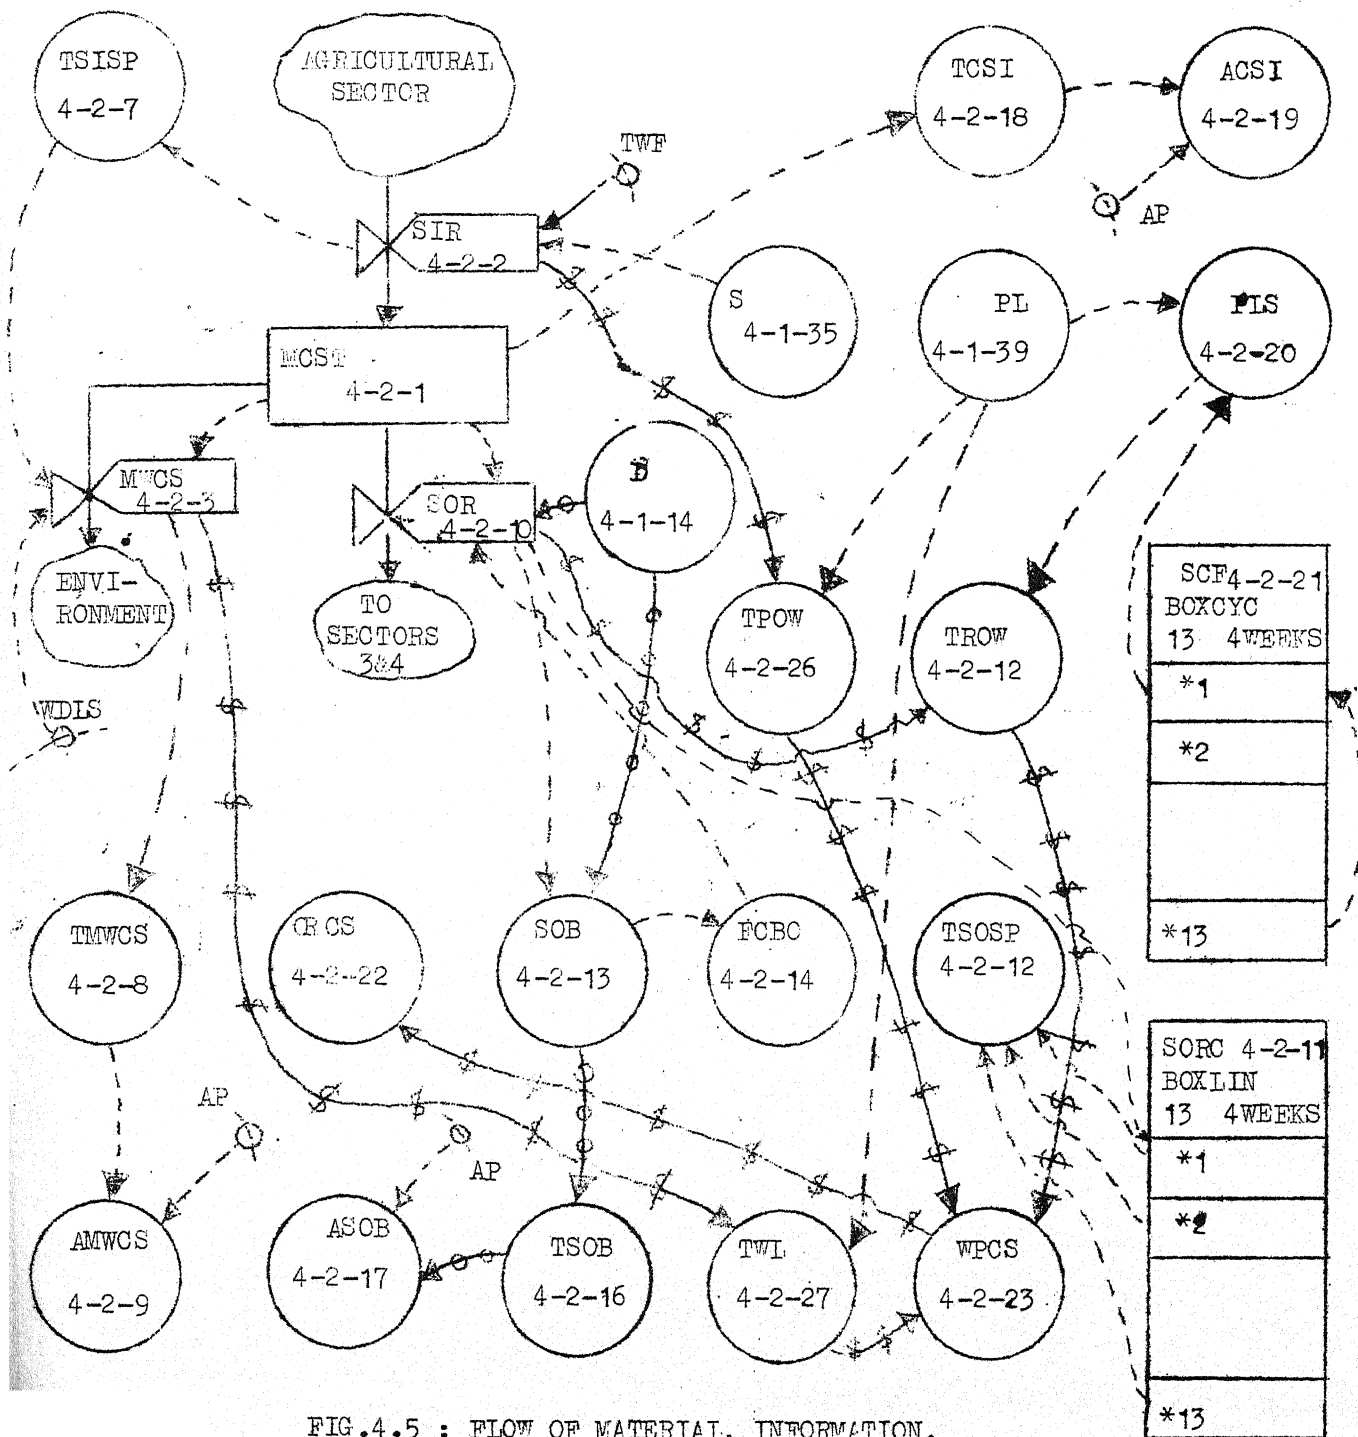 TSISP
4-2-7
AGRICULTURAL
SECTOR
TCSI
4-2-18
ACSI
4-2-19
TWF
AP
SIR
4-2-2
S
4-1-35
PL
4-1-39
PLS
4-2-20
MCST
4-2-1
MWCS
4-2-3
SOR
4-2-10
B
4-1-14
ENVI-
RONMENT
TO
SECTORS
3&4
TPOW
4-2-26
TROW
4-2-12
SCF4-2-21
BOXCYC
13 4WEEKS
*1
*2
*13
WDLS
TMWCS
4-2-8
CRCS
4-2-22
SOB
4-2-13
FCBC
4-2-14
TSOSP
4-2-12
SORC 4-2-11
BOXLIN
13 4WEEKS
*1
*2
*13
AP
AP
AMWCS
4-2-9
ASOB
4-2-17
TSOB
4-2-16
TWL
4-2-27
WPCS
4-2-23
FIG.4.5 : FLOW OF MATERIAL, INFORMATION,